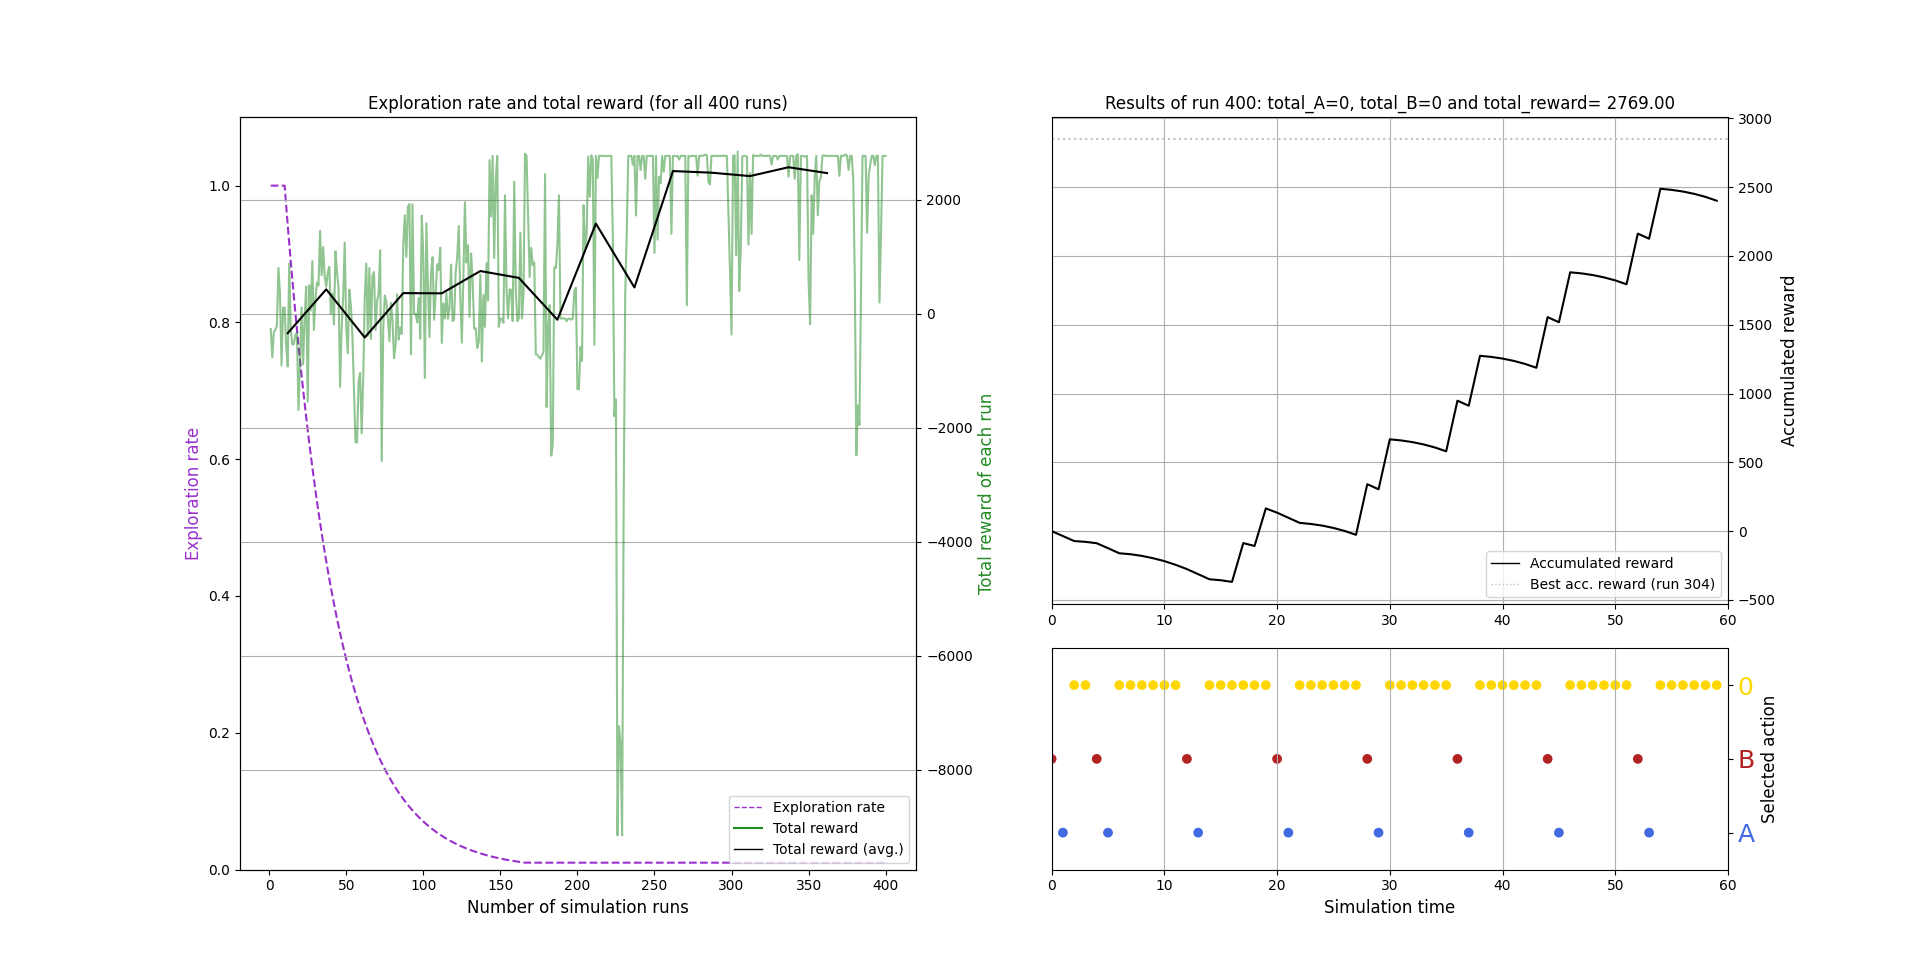 Exploration rate and total reward (for all 400 runs)
1.0
0.8
0.6
0.4
0.2
0.0
Exploration rate
2000
0
−2000
−4000
−6000
−8000
Total reward of each run
Exploration rate
Total reward
Total reward (avg.)
0 50 100 150 200 250 300 350 400
Number of simulation runs
Results of run 400: total_A=0, total_B=0 and total_reward= 2769.00
3000
2500
2000
1500
1000
500
0
−500
Accumulated reward
Accumulated reward
Best acc. reward (run 304)
0 10 20 30 40 50 60
0
B
A
Selected action
0 10 20 30 40 50 60
Simulation time